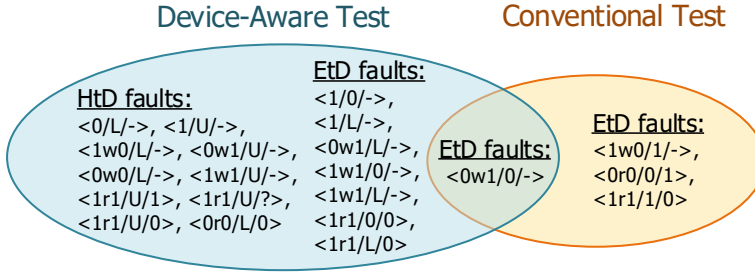 Device-Aware Test
Conventional Test
HtD faults:
<0/L/->, <1/U/->,
<1w0/L/->, <0w1/U/->,
<0w0/L/->, <1w1/U/->,
<1r1/U/1>, <1r1/U/?>,
<1r1/U/0>, <0r0/L/0>
EtD faults:
<1/0/->,
<1/L/->,
<0w1/L/->,
<1w1/0/->,
<1w1/L/->,
<1r1/0/0>,
<1r1/L/0>
EtD faults:
<0w1/0/->
EtD faults:
<1w0/1/->,
<0r0/0/1>,
<1r1/1/0>